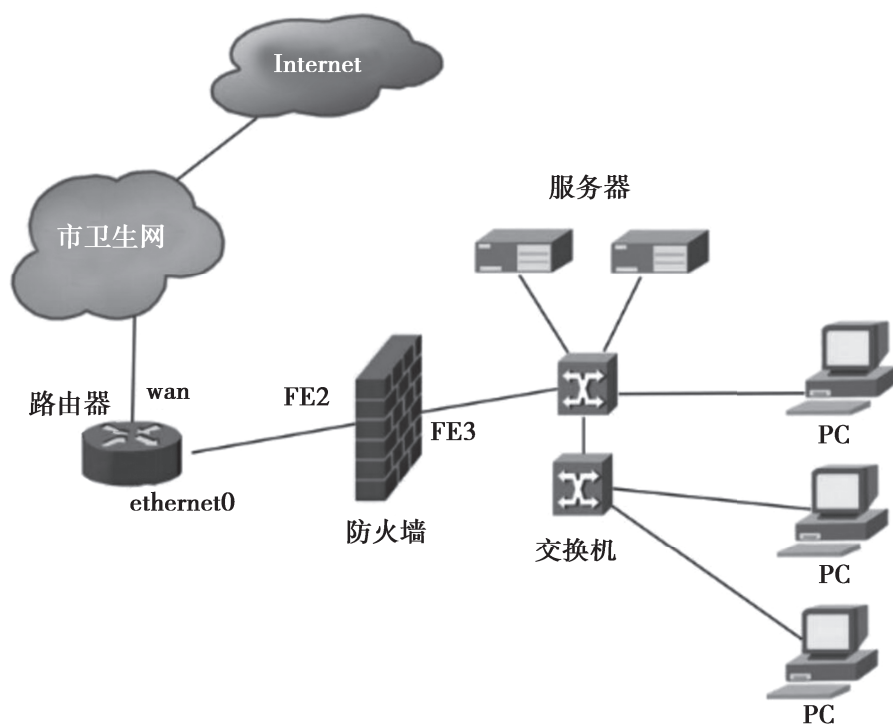 Internet
市卫生网
服务器
路由器
wan
FE2
FE3
PC
ethernet0
防火墙
交换机
PC
PC